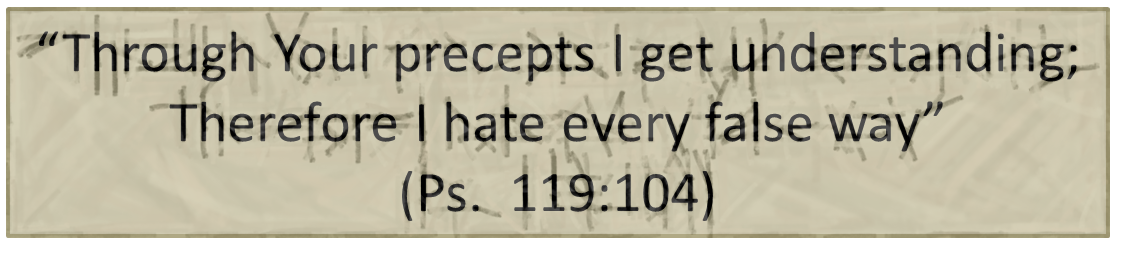 “Through Your precepts I get understanding;
Therefore I hate every false way”
(Ps.  119:104)